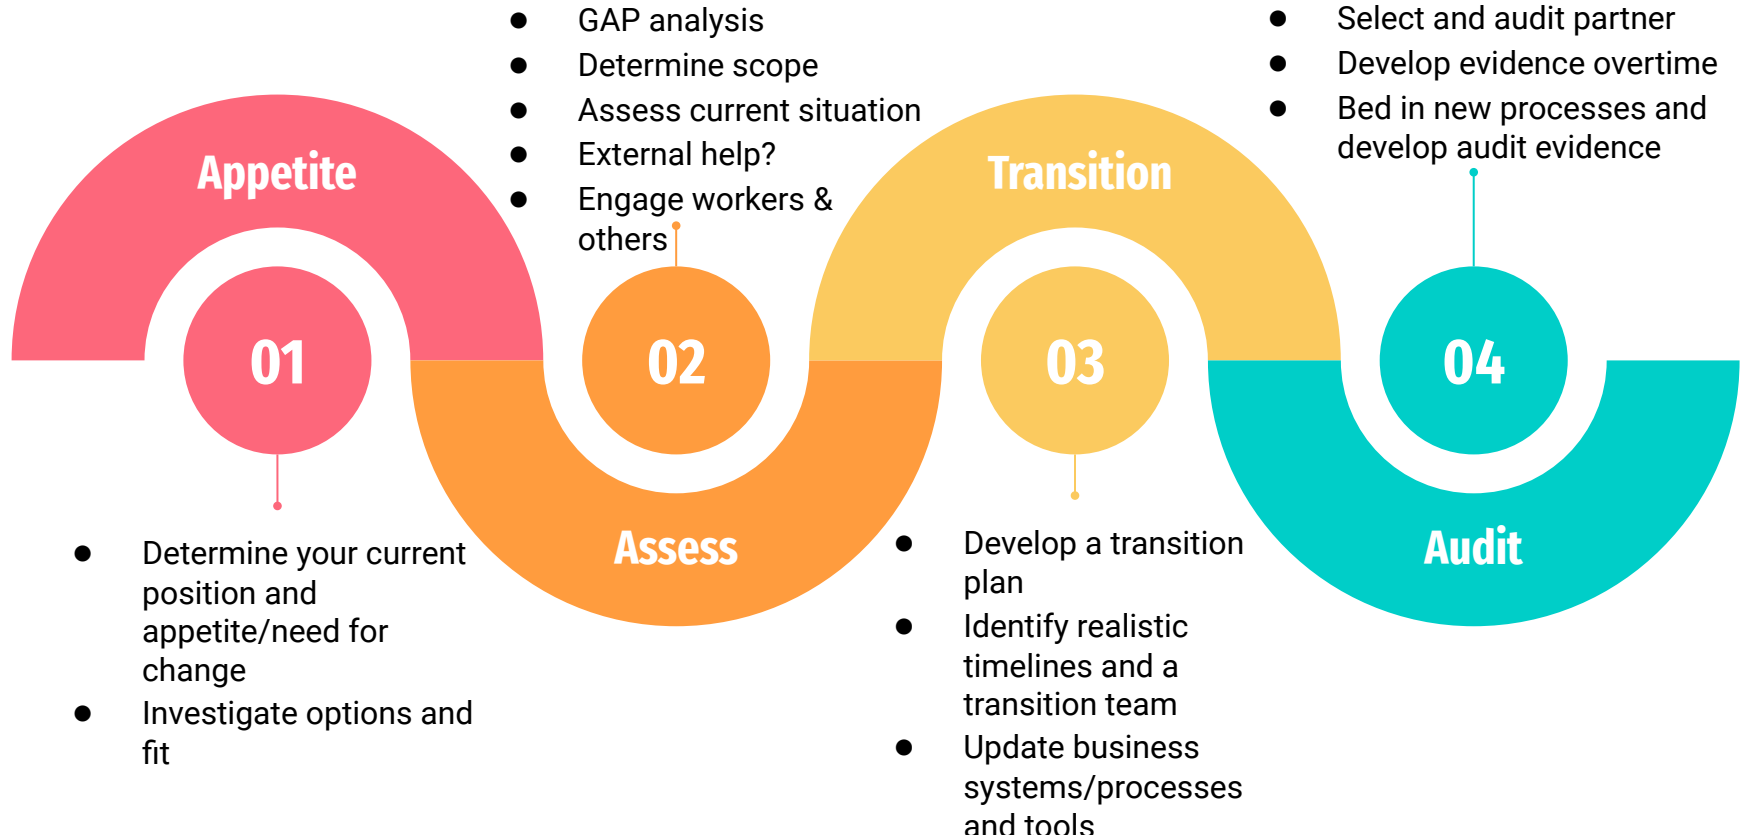 Appetite
01
● Determine your current
position and
appetite/need for
change
● Investigate options and
fit
● GAP analysis
● Determine scope
● Assess current situation
● External help?
● Engage workers &
others
02
Assess
Transition
03
● Develop a transition
plan
● Identify realistic
timelines and a
transition team
● Update business
systems/processes
and tools
● Select and audit partner
● Develop evidence overtime
● Bed in new processes and
develop audit evidence
04
Audit